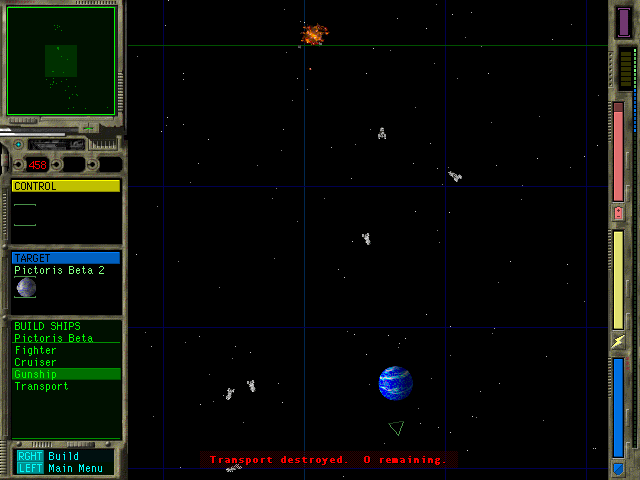 458
CONTROL
TARGET
Pictoris Beta 2
BUILD SHIPS
Pictoris Beta
Fighter
Cruiser
Gunship
Transport
RGHT Build
LEFT Main Menu
Transport destroyed. 0 remaining.